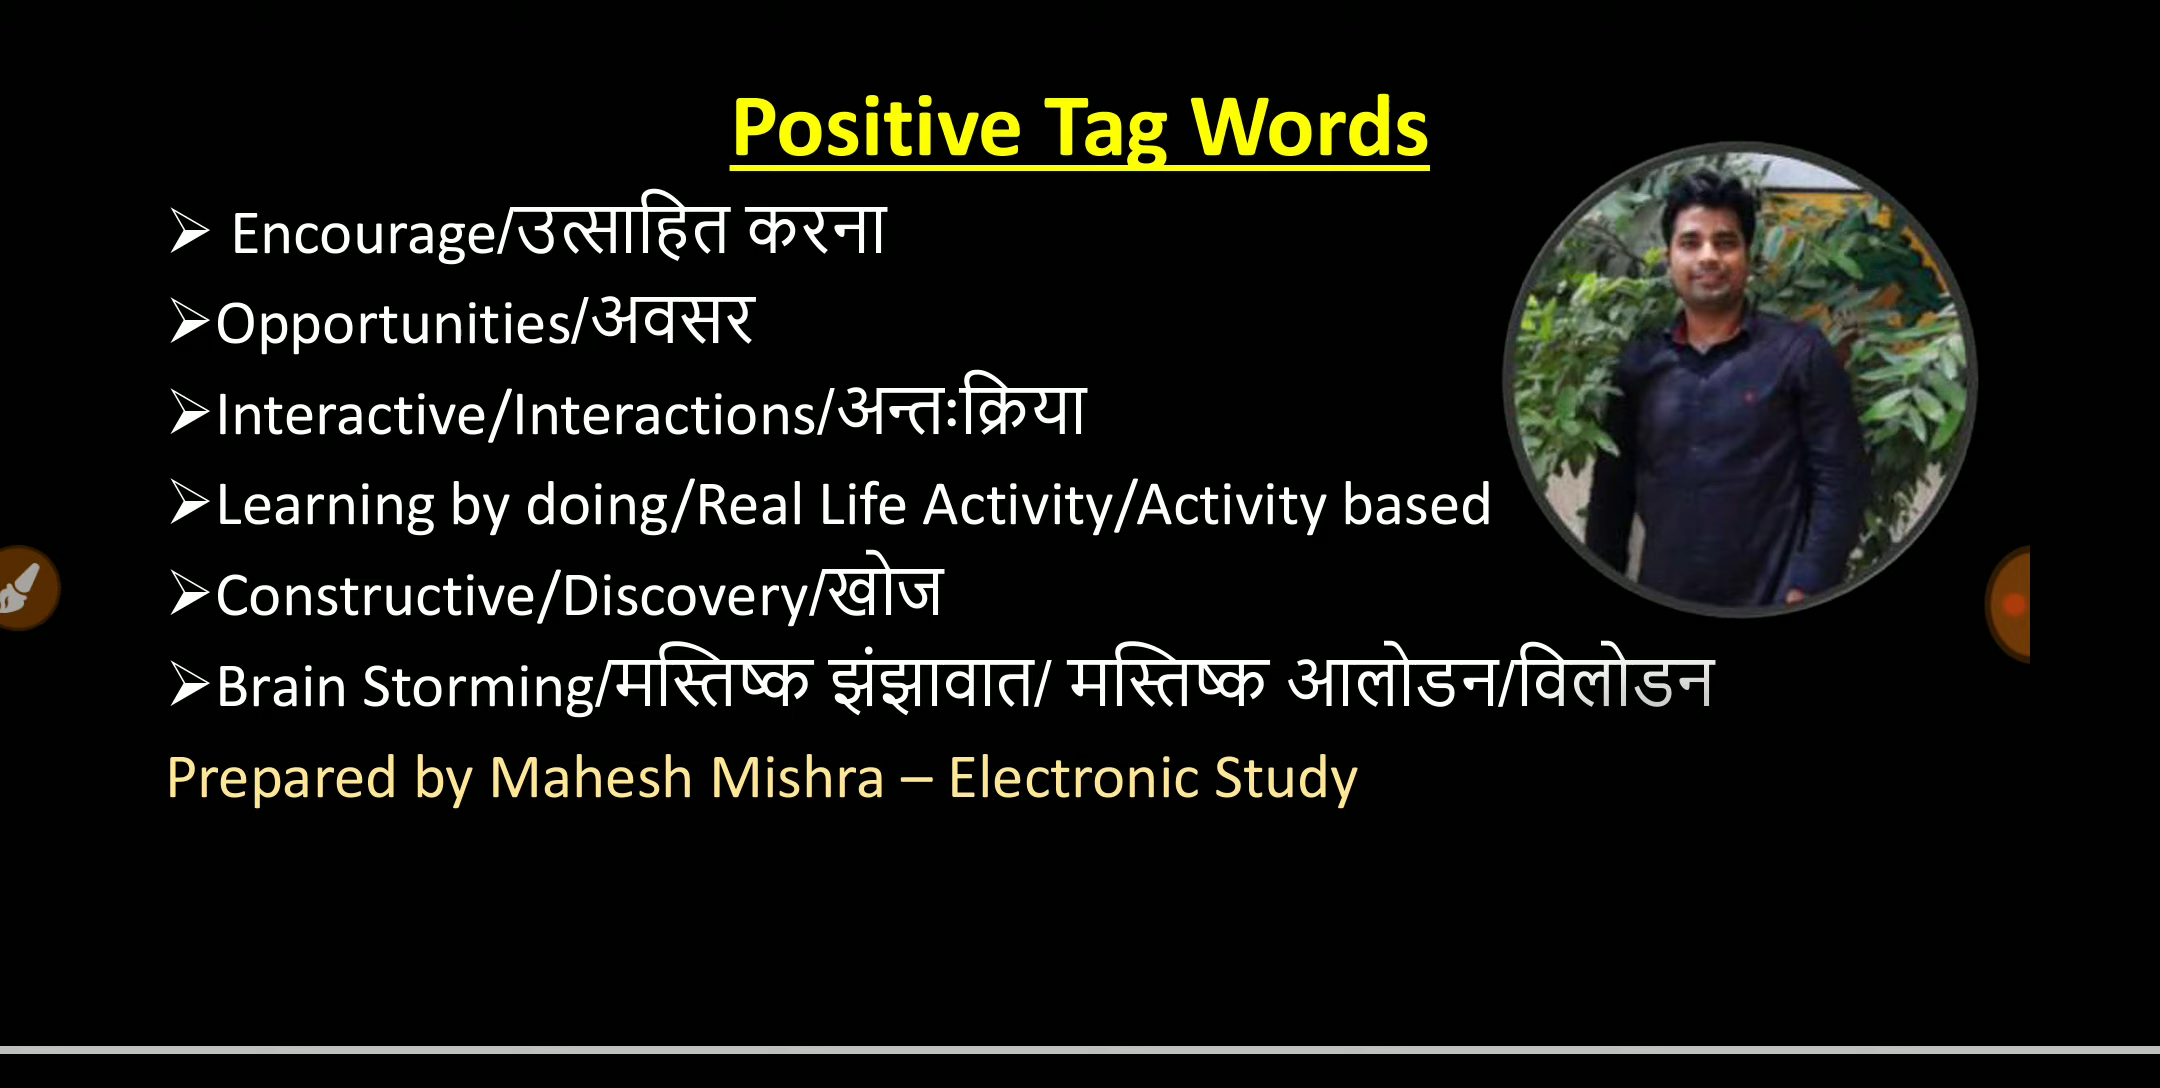 Positive Tag Words
➢ Encourage/उत्साहित करना
➢Opportunities/अवसर
➢Interactive/Interactions/अन्तःक्रिया
➢Learning by doing/Real Life Activity/Activity based
➢Constructive/Discovery/खोज
➢Brain Storming/मस्तिष्क झंझावात/ मस्तिष्क आलोडन/विलोडन
Prepared by Mahesh Mishra – Electronic Study